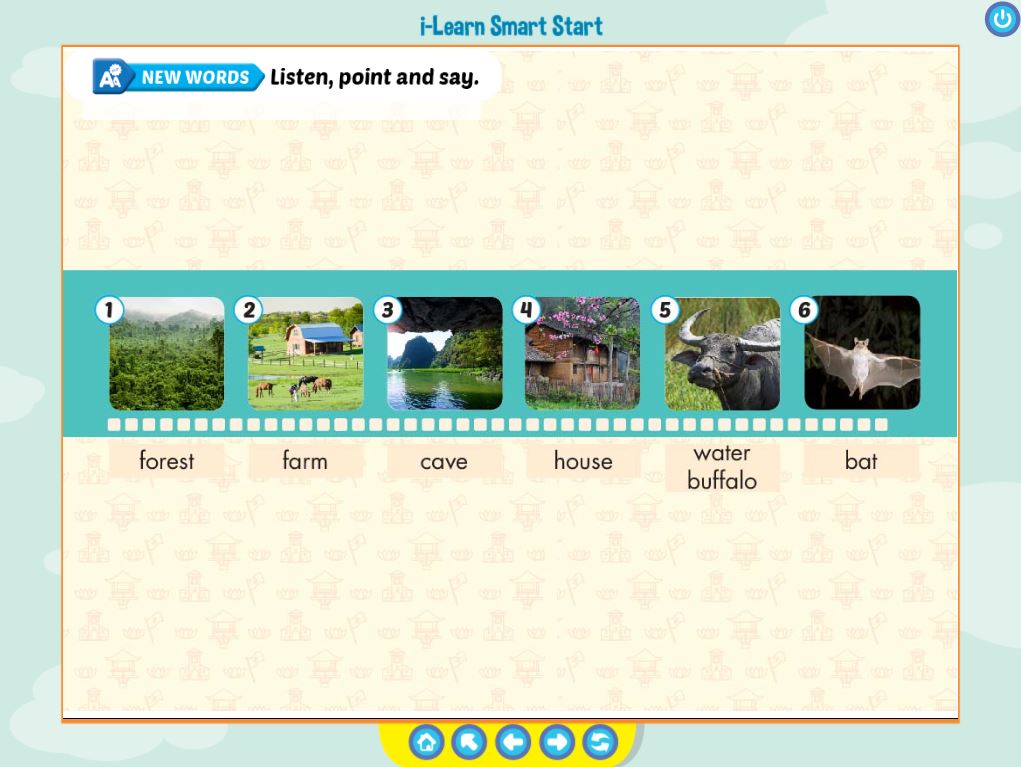 i-Learn Smart Start
NEW WORDS Listen, point and say.
1 2 3 4 5 6
forest farm cave house water buffalo bat